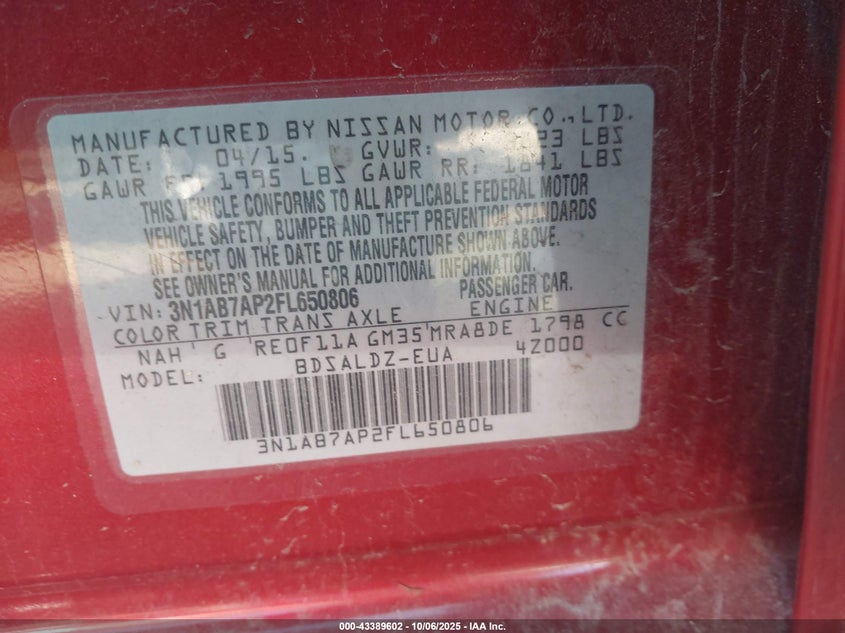 MANUFACTURED BY NISSAN MOTOR CO., LTD.
DATE: 04/15. GVWR: 23 LBS
GAWR FR: 1995 LBS GAWR RR: 1841 LBS
THIS VEHICLE CONFORMS TO ALL APPLICABLE FEDERAL MOTOR
VEHICLE SAFETY, BUMPER AND THEFT PREVENTION STANDARDS
IN EFFECT ON THE DATE OF MANUFACTURE SHOWN ABOVE.
SEE OWNER'S MANUAL FOR ADDITIONAL INFORMATION.
VIN: 3N1AB7AP2FL650806 PASSENGER CAR.
COLOR TRIM TRANS AXLE ENGINE
NAH ' G 'RE0F11A GM35'MRA8DE 1798 CC
MODEL: BDSALDZ-EUA 4Z000
3N1AB7AP2FL650806
000-43389602 - 10/06/2025 - IAA Inc.